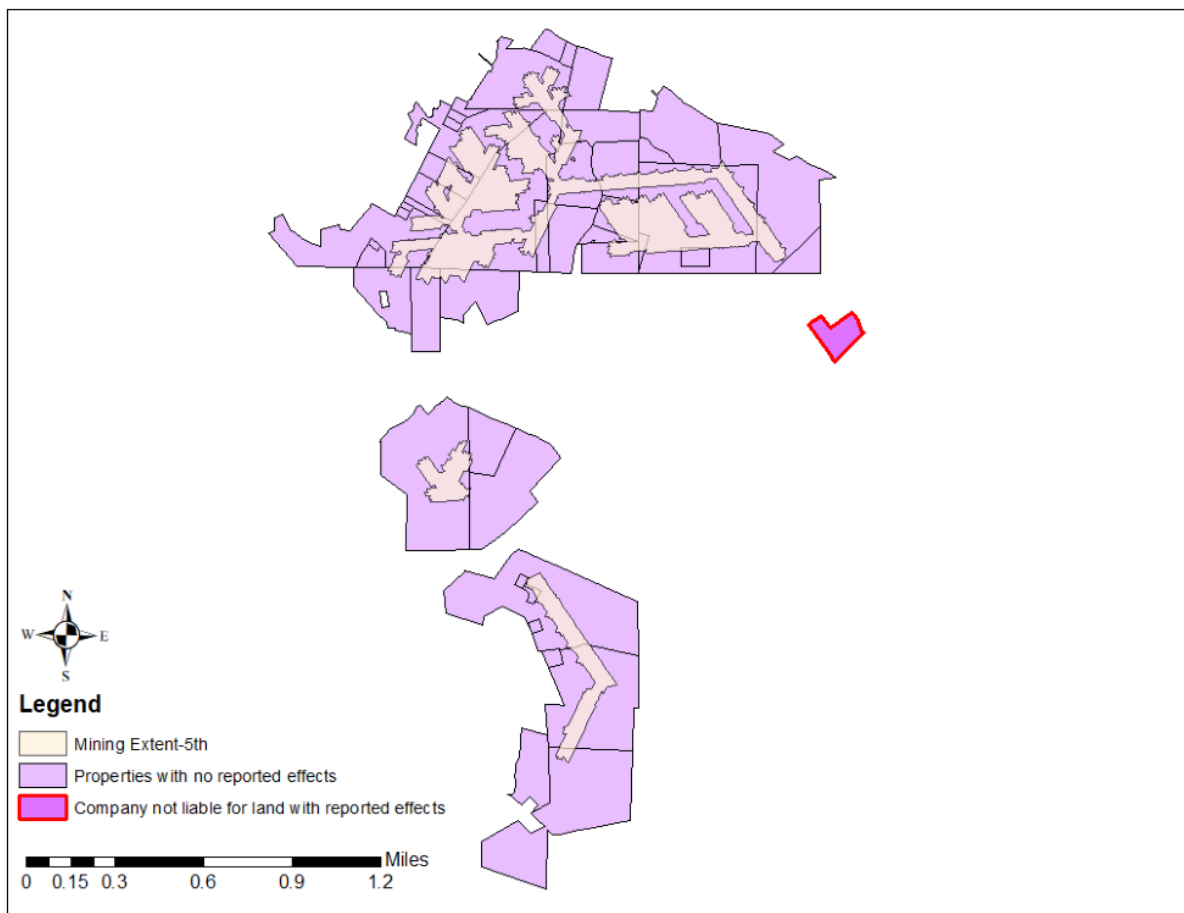 N
W E
S
Legend
Mining Extent-5th
Properties with no reported effects
Company not liable for land with reported effects
Miles
0 0.15 0.3 0.6 0.9 1.2